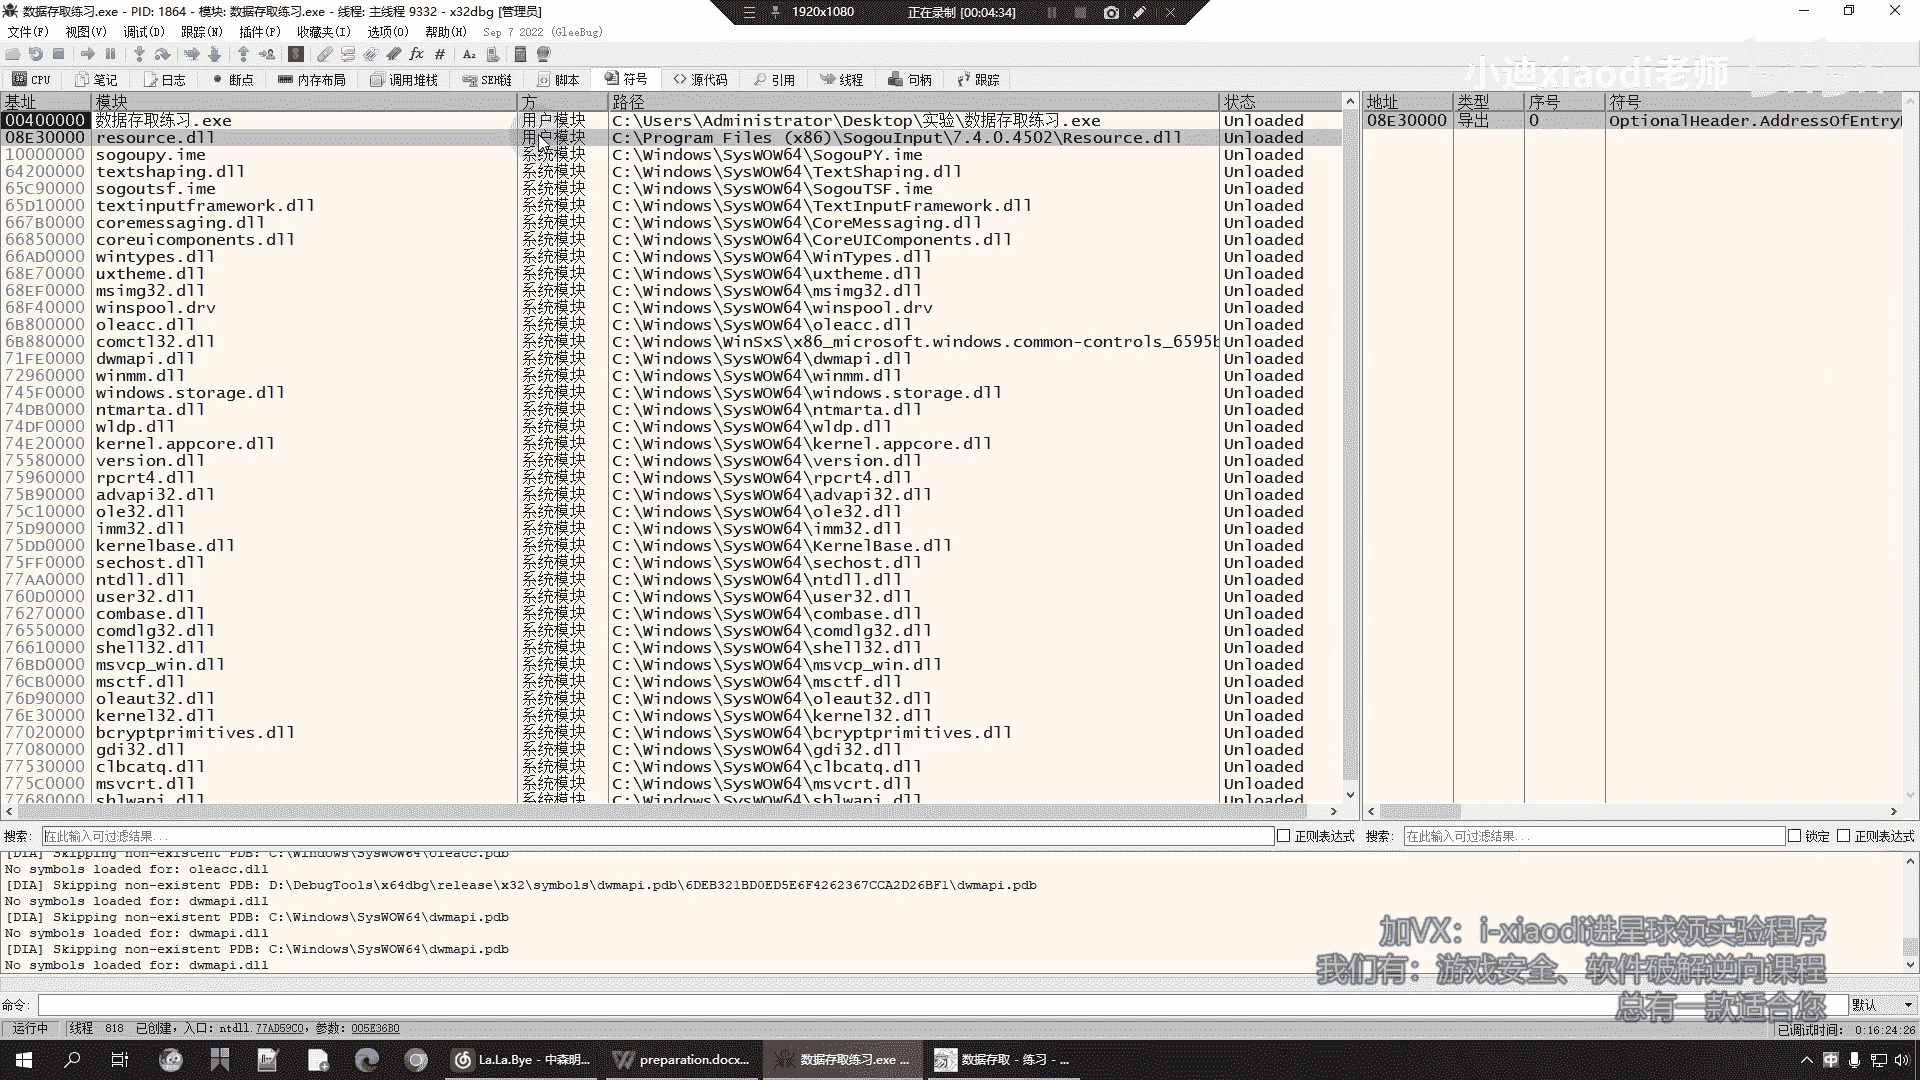 数据存取练习.exe - PID: 1864 - 模块: 数据存取练习.exe - 线程: 主线程 9332 - x32dbg [管理员]
1920x1080 正在录制 [00:04:34]
文件(F) 视图(V) 调试(D) 跟踪(N) 插件(P) 收藏夹(I) 选项(O) 帮助(H) Sep 7 2022 (GleeBug)
CPU 笔记 日志 断点 内存布局 调用堆栈 SEH链 脚本 符号 源代码 引用 线程 句柄 跟踪
小迪xiaodi老师
基址 模块 方 路径 状态 地址 类型 序号 符号
00400000 数据存取练习.exe 用户模块 C:\Users\Administrator\Desktop\实验\数据存取练习.exe Unloaded 08E30000 导出 0 OptionalHeader.AddressOfEntry
08E30000 resource.dll 用户模块 C:\Program Files (x86)\SogouInput\7.4.0.4502\Resource.dll Unloaded
10000000 sogoupy.ime 系统模块 C:\Windows\SysWOW64\SogouPY.ime Unloaded
64200000 textshaping.dll 系统模块 C:\Windows\SysWOW64\TextShaping.dll Unloaded
65C90000 sogoutsf.ime 系统模块 C:\Windows\SysWOW64\SogouTSF.ime Unloaded
65D10000 textinputframework.dll 系统模块 C:\Windows\SysWOW64\TextInputFramework.dll Unloaded
667B0000 coremessaging.dll 系统模块 C:\Windows\SysWOW64\CoreMessaging.dll Unloaded
66850000 coreuicomponents.dll 系统模块 C:\Windows\SysWOW64\CoreUIComponents.dll Unloaded
66AD0000 wintypes.dll 系统模块 C:\Windows\SysWOW64\WinTypes.dll Unloaded
68E70000 uxtheme.dll 系统模块 C:\Windows\SysWOW64\uxtheme.dll Unloaded
68EF0000 msimg32.dll 系统模块 C:\Windows\SysWOW64\msimg32.dll Unloaded
68F40000 winspool.drv 系统模块 C:\Windows\SysWOW64\winspool.drv Unloaded
6B800000 oleacc.dll 系统模块 C:\Windows\SysWOW64\oleacc.dll Unloaded
6B880000 comctl32.dll 系统模块 C:\Windows\WinSxS\x86_microsoft.windows.common-controls_6595b Unloaded
71FE0000 dwmapi.dll 系统模块 C:\Windows\SysWOW64\dwmapi.dll Unloaded
72960000 winmm.dll 系统模块 C:\Windows\SysWOW64\winmm.dll Unloaded
745F0000 windows.storage.dll 系统模块 C:\Windows\SysWOW64\windows.storage.dll Unloaded
74DB0000 ntmarta.dll 系统模块 C:\Windows\SysWOW64\ntmarta.dll Unloaded
74DF0000 wldp.dll 系统模块 C:\Windows\SysWOW64\wldp.dll Unloaded
74E20000 kernel.appcore.dll 系统模块 C:\Windows\SysWOW64\kernel.appcore.dll Unloaded
75580000 version.dll 系统模块 C:\Windows\SysWOW64\version.dll Unloaded
75960000 rpcrt4.dll 系统模块 C:\Windows\SysWOW64\rpcrt4.dll Unloaded
75B90000 advapi32.dll 系统模块 C:\Windows\SysWOW64\advapi32.dll Unloaded
75C10000 ole32.dll 系统模块 C:\Windows\SysWOW64\ole32.dll Unloaded
75D90000 imm32.dll 系统模块 C:\Windows\SysWOW64\imm32.dll Unloaded
75DD0000 kernelbase.dll 系统模块 C:\Windows\SysWOW64\KernelBase.dll Unloaded
75FF0000 sechost.dll 系统模块 C:\Windows\SysWOW64\sechost.dll Unloaded
77AA0000 ntdll.dll 系统模块 C:\Windows\SysWOW64\ntdll.dll Unloaded
760D0000 user32.dll 系统模块 C:\Windows\SysWOW64\user32.dll Unloaded
76270000 combase.dll 系统模块 C:\Windows\SysWOW64\combase.dll Unloaded
76550000 comdlg32.dll 系统模块 C:\Windows\SysWOW64\comdlg32.dll Unloaded
76610000 shell32.dll 系统模块 C:\Windows\SysWOW64\shell32.dll Unloaded
76BD0000 msvcp_win.dll 系统模块 C:\Windows\SysWOW64\msvcp_win.dll Unloaded
76CB0000 msctf.dll 系统模块 C:\Windows\SysWOW64\msctf.dll Unloaded
76D90000 oleaut32.dll 系统模块 C:\Windows\SysWOW64\oleaut32.dll Unloaded
76E30000 kernel32.dll 系统模块 C:\Windows\SysWOW64\kernel32.dll Unloaded
77020000 bcryptprimitives.dll 系统模块 C:\Windows\SysWOW64\bcryptprimitives.dll Unloaded
77080000 gdi32.dll 系统模块 C:\Windows\SysWOW64\gdi32.dll Unloaded
77530000 clbcatq.dll 系统模块 C:\Windows\SysWOW64\clbcatq.dll Unloaded
775C0000 msvcrt.dll 系统模块 C:\Windows\SysWOW64\msvcrt.dll Unloaded
77680000 shlwapi.dll 系统模块 C:\Windows\SysWOW64\shlwapi.dll Unloaded
搜索: 在此输入可过滤结果... 正则表达式 搜索: 在此输入可过滤结果... 锁定 正则表达式
[DIA] Skipping non-existent PDB: C:\Windows\SysWOW64\oleacc.pdb
No symbols loaded for: oleacc.dll
[DIA] Skipping non-existent PDB: D:\DebugTools\x64dbg\release\x32\symbols\dwmapi.pdb\6DEB321BD0ED5E6F4262367CCA2D26BF1\dwmapi.pdb
No symbols loaded for: dwmapi.dll
[DIA] Skipping non-existent PDB: C:\Windows\SysWOW64\dwmapi.pdb
No symbols loaded for: dwmapi.dll
[DIA] Skipping non-existent PDB: C:\Windows\SysWOW64\dwmapi.pdb
No symbols loaded for: dwmapi.dll
加VX：i-xiaodi进星球领实验程序
我们有：游戏安全、软件破解逆向课程
总有一款适合您
命令: 默认
运行中 线程 818 已创建，入口：ntdll.77AD59C0，参数：005E36B0 已调试时间： 0:16:24:26
La.La.Bye - 中森明... preparation.docx... 数据存取练习.exe ... 数据存取 - 练习 - ... 中